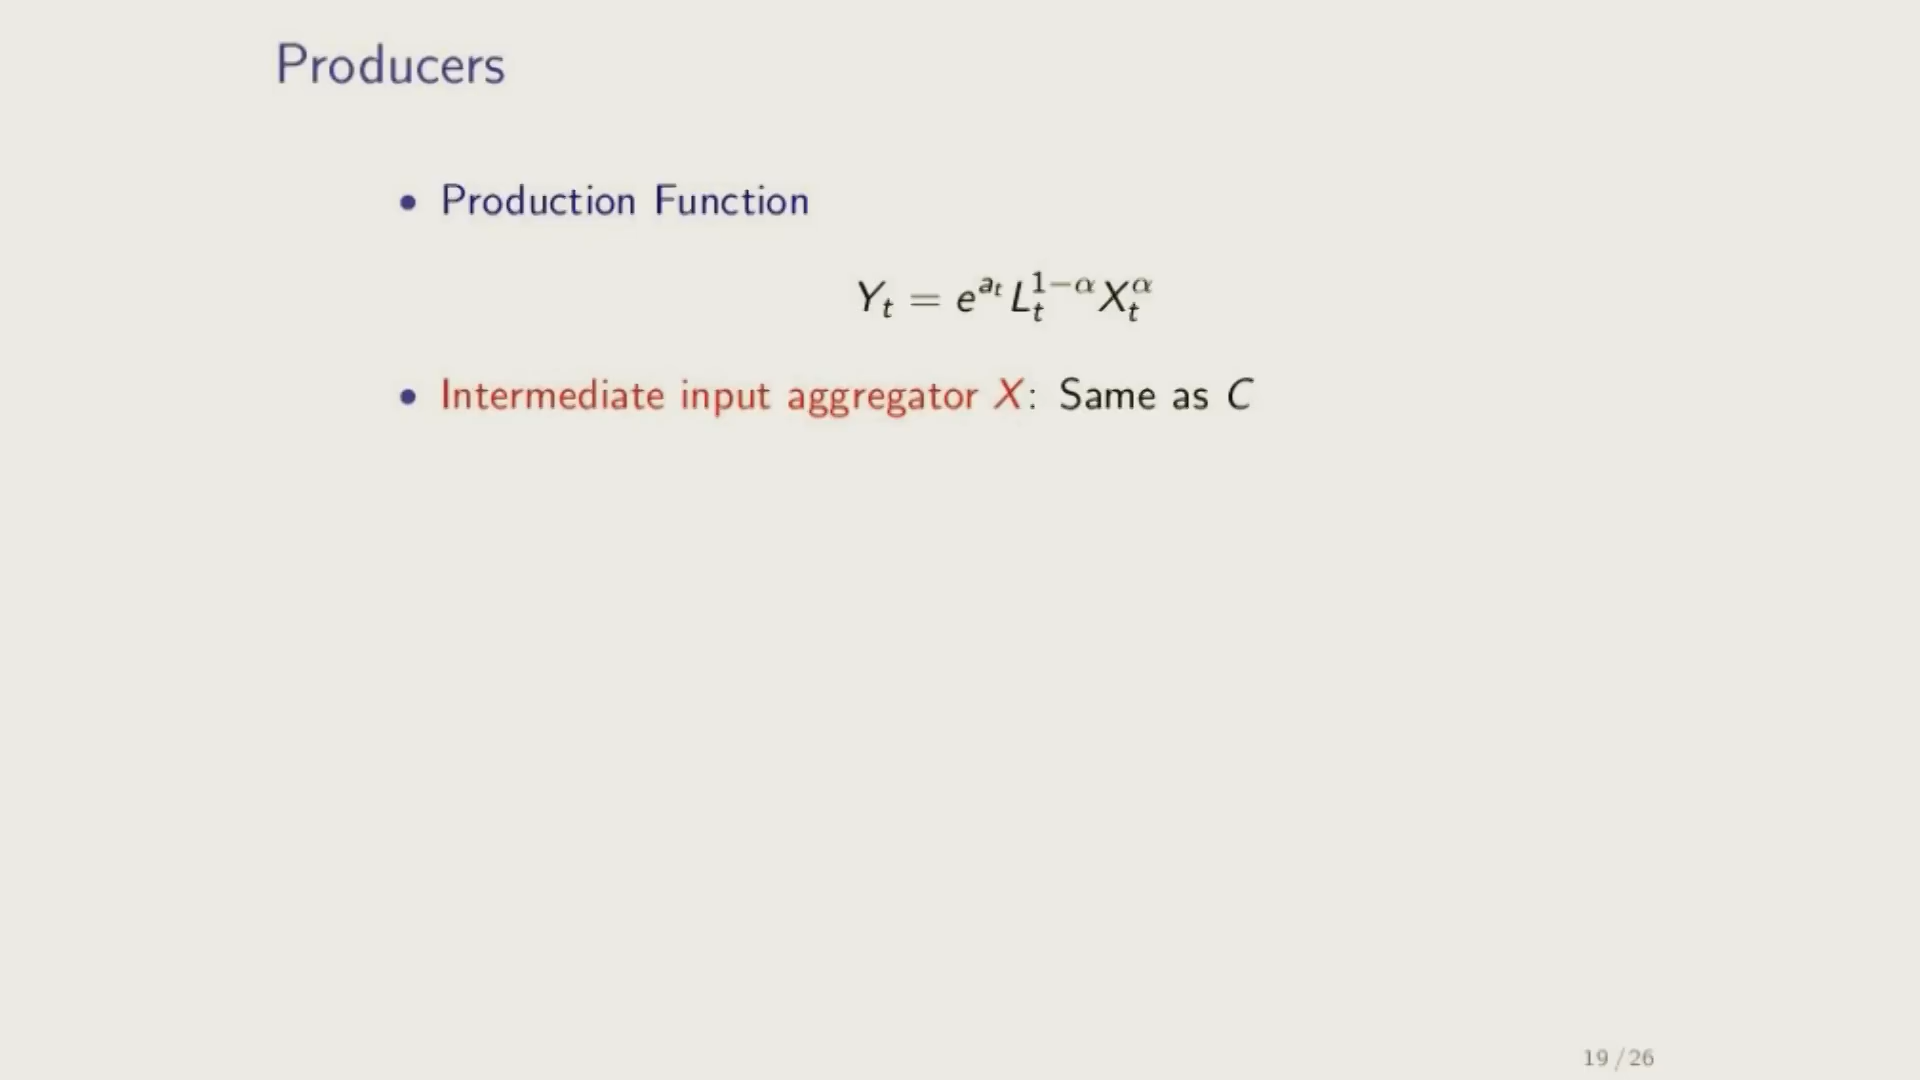 Producers
• Production Function
Y_t = e^{a_t} L_t^{1−α} X_t^α
• Intermediate input aggregator X: Same as C
19 / 26